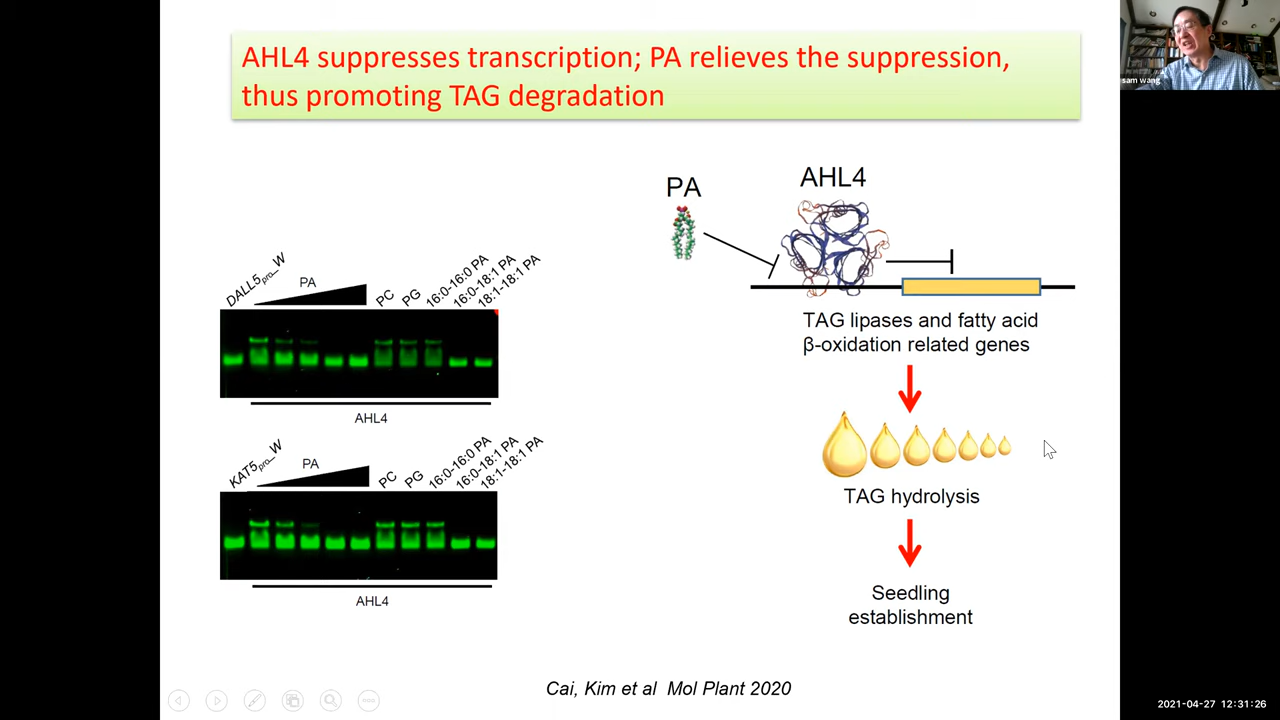 AHL4 suppresses transcription; PA relieves the suppression,
thus promoting TAG degradation
sam wang
PA
AHL4
TAG lipases and fatty acid
β-oxidation related genes
TAG hydrolysis
Seedling
establishment
DALL5pro_W
PA
PC
PG
16:0-16:0 PA
16:0-18:1 PA
18:1-18:1 PA
AHL4
KAT5pro_W
PA
PC
PG
16:0-16:0 PA
16:0-18:1 PA
18:1-18:1 PA
AHL4
Cai, Kim et al Mol Plant 2020
2021-04-27 12:31:26